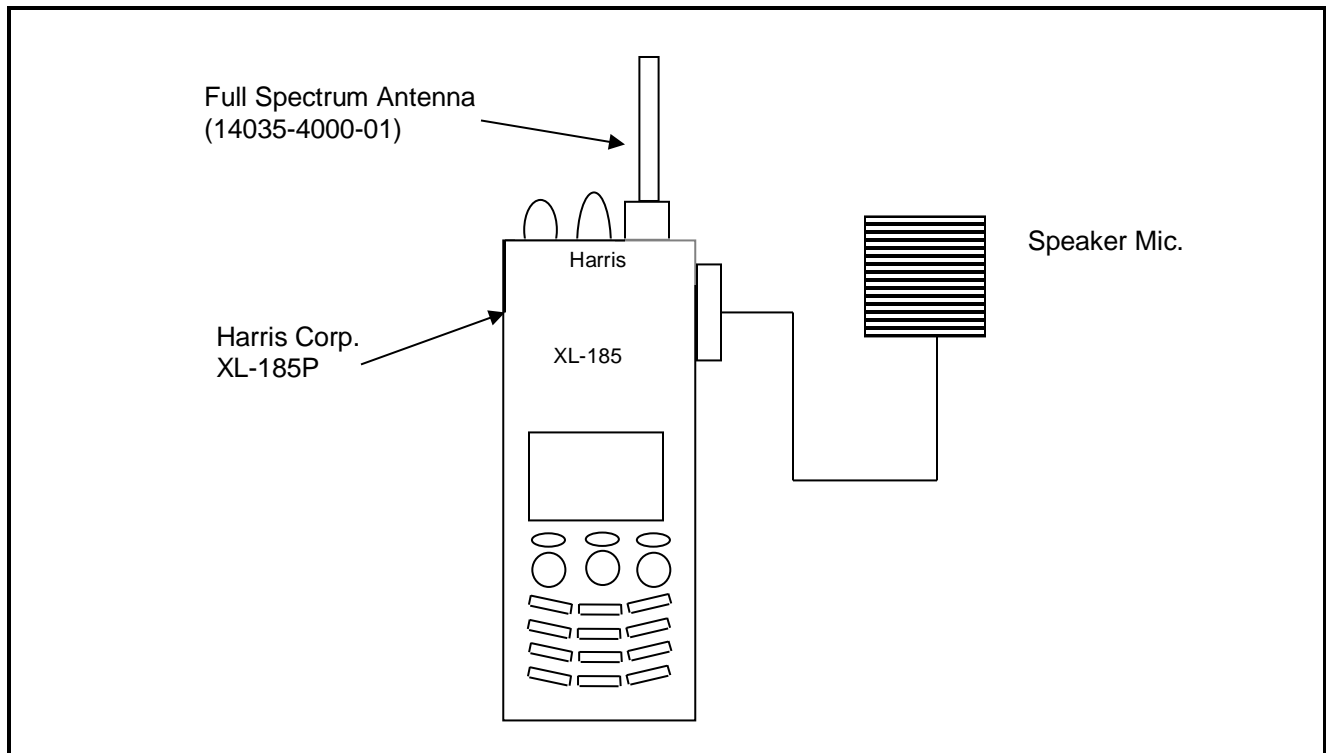 Full Spectrum Antenna
(14035-4000-01)
Harris
Speaker Mic.
Harris Corp.
XL-185P
XL-185